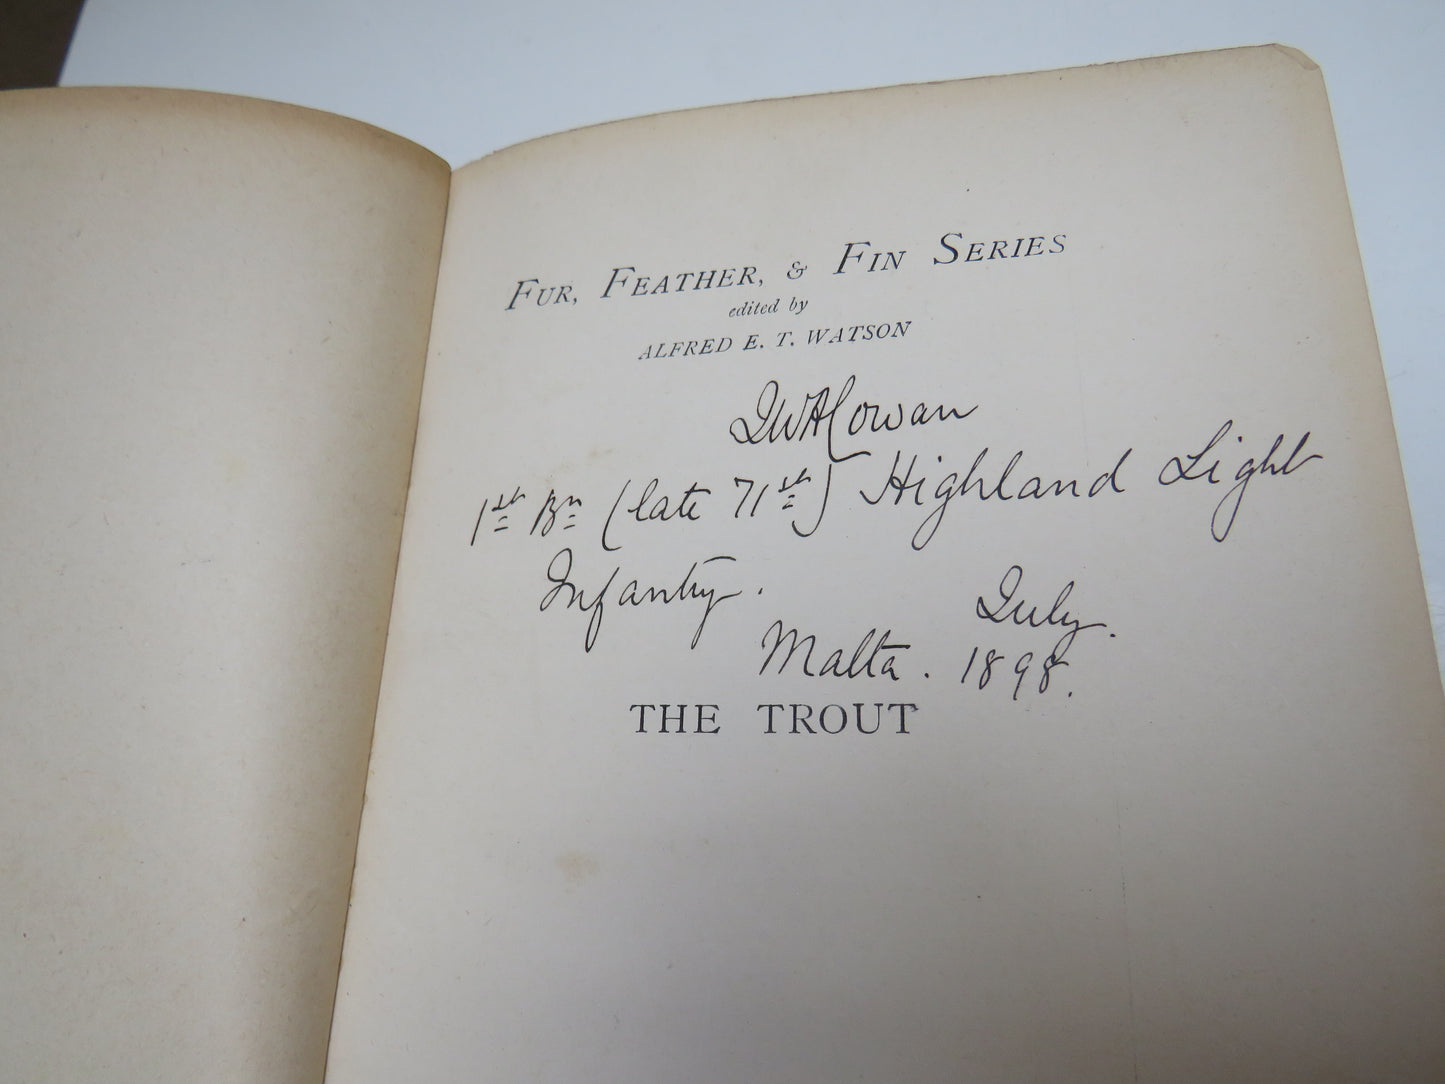 FUR, FEATHER, & FIN SERIES
edited by
ALFRED E. T. WATSON
JWACowan
1st Bn (late 71st) Highland Light
Infantry.
July.
Malta. 1898.
THE TROUT